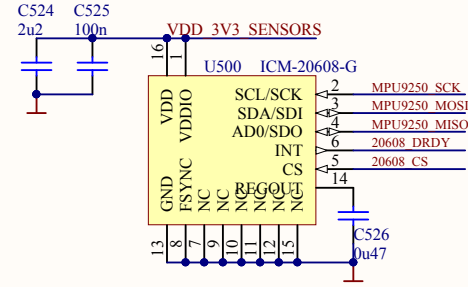 C524 C525
2u2 100n
VDD_3V3_SENSORS
16 1
U500 ICM-20608-G
VDD VDDIO
SCL/SCK 2 MPU9250_SCK
SDA/SDI 3 MPU9250_MOSI
AD0/SDO 4 MPU9250_MISO
INT 6 20608_DRDY
CS 5 20608_CS
REGOUT 14
GND FSYNC NC NC NC NC NC NC
13 8 7 9 10 11 12 15
C526
0u47